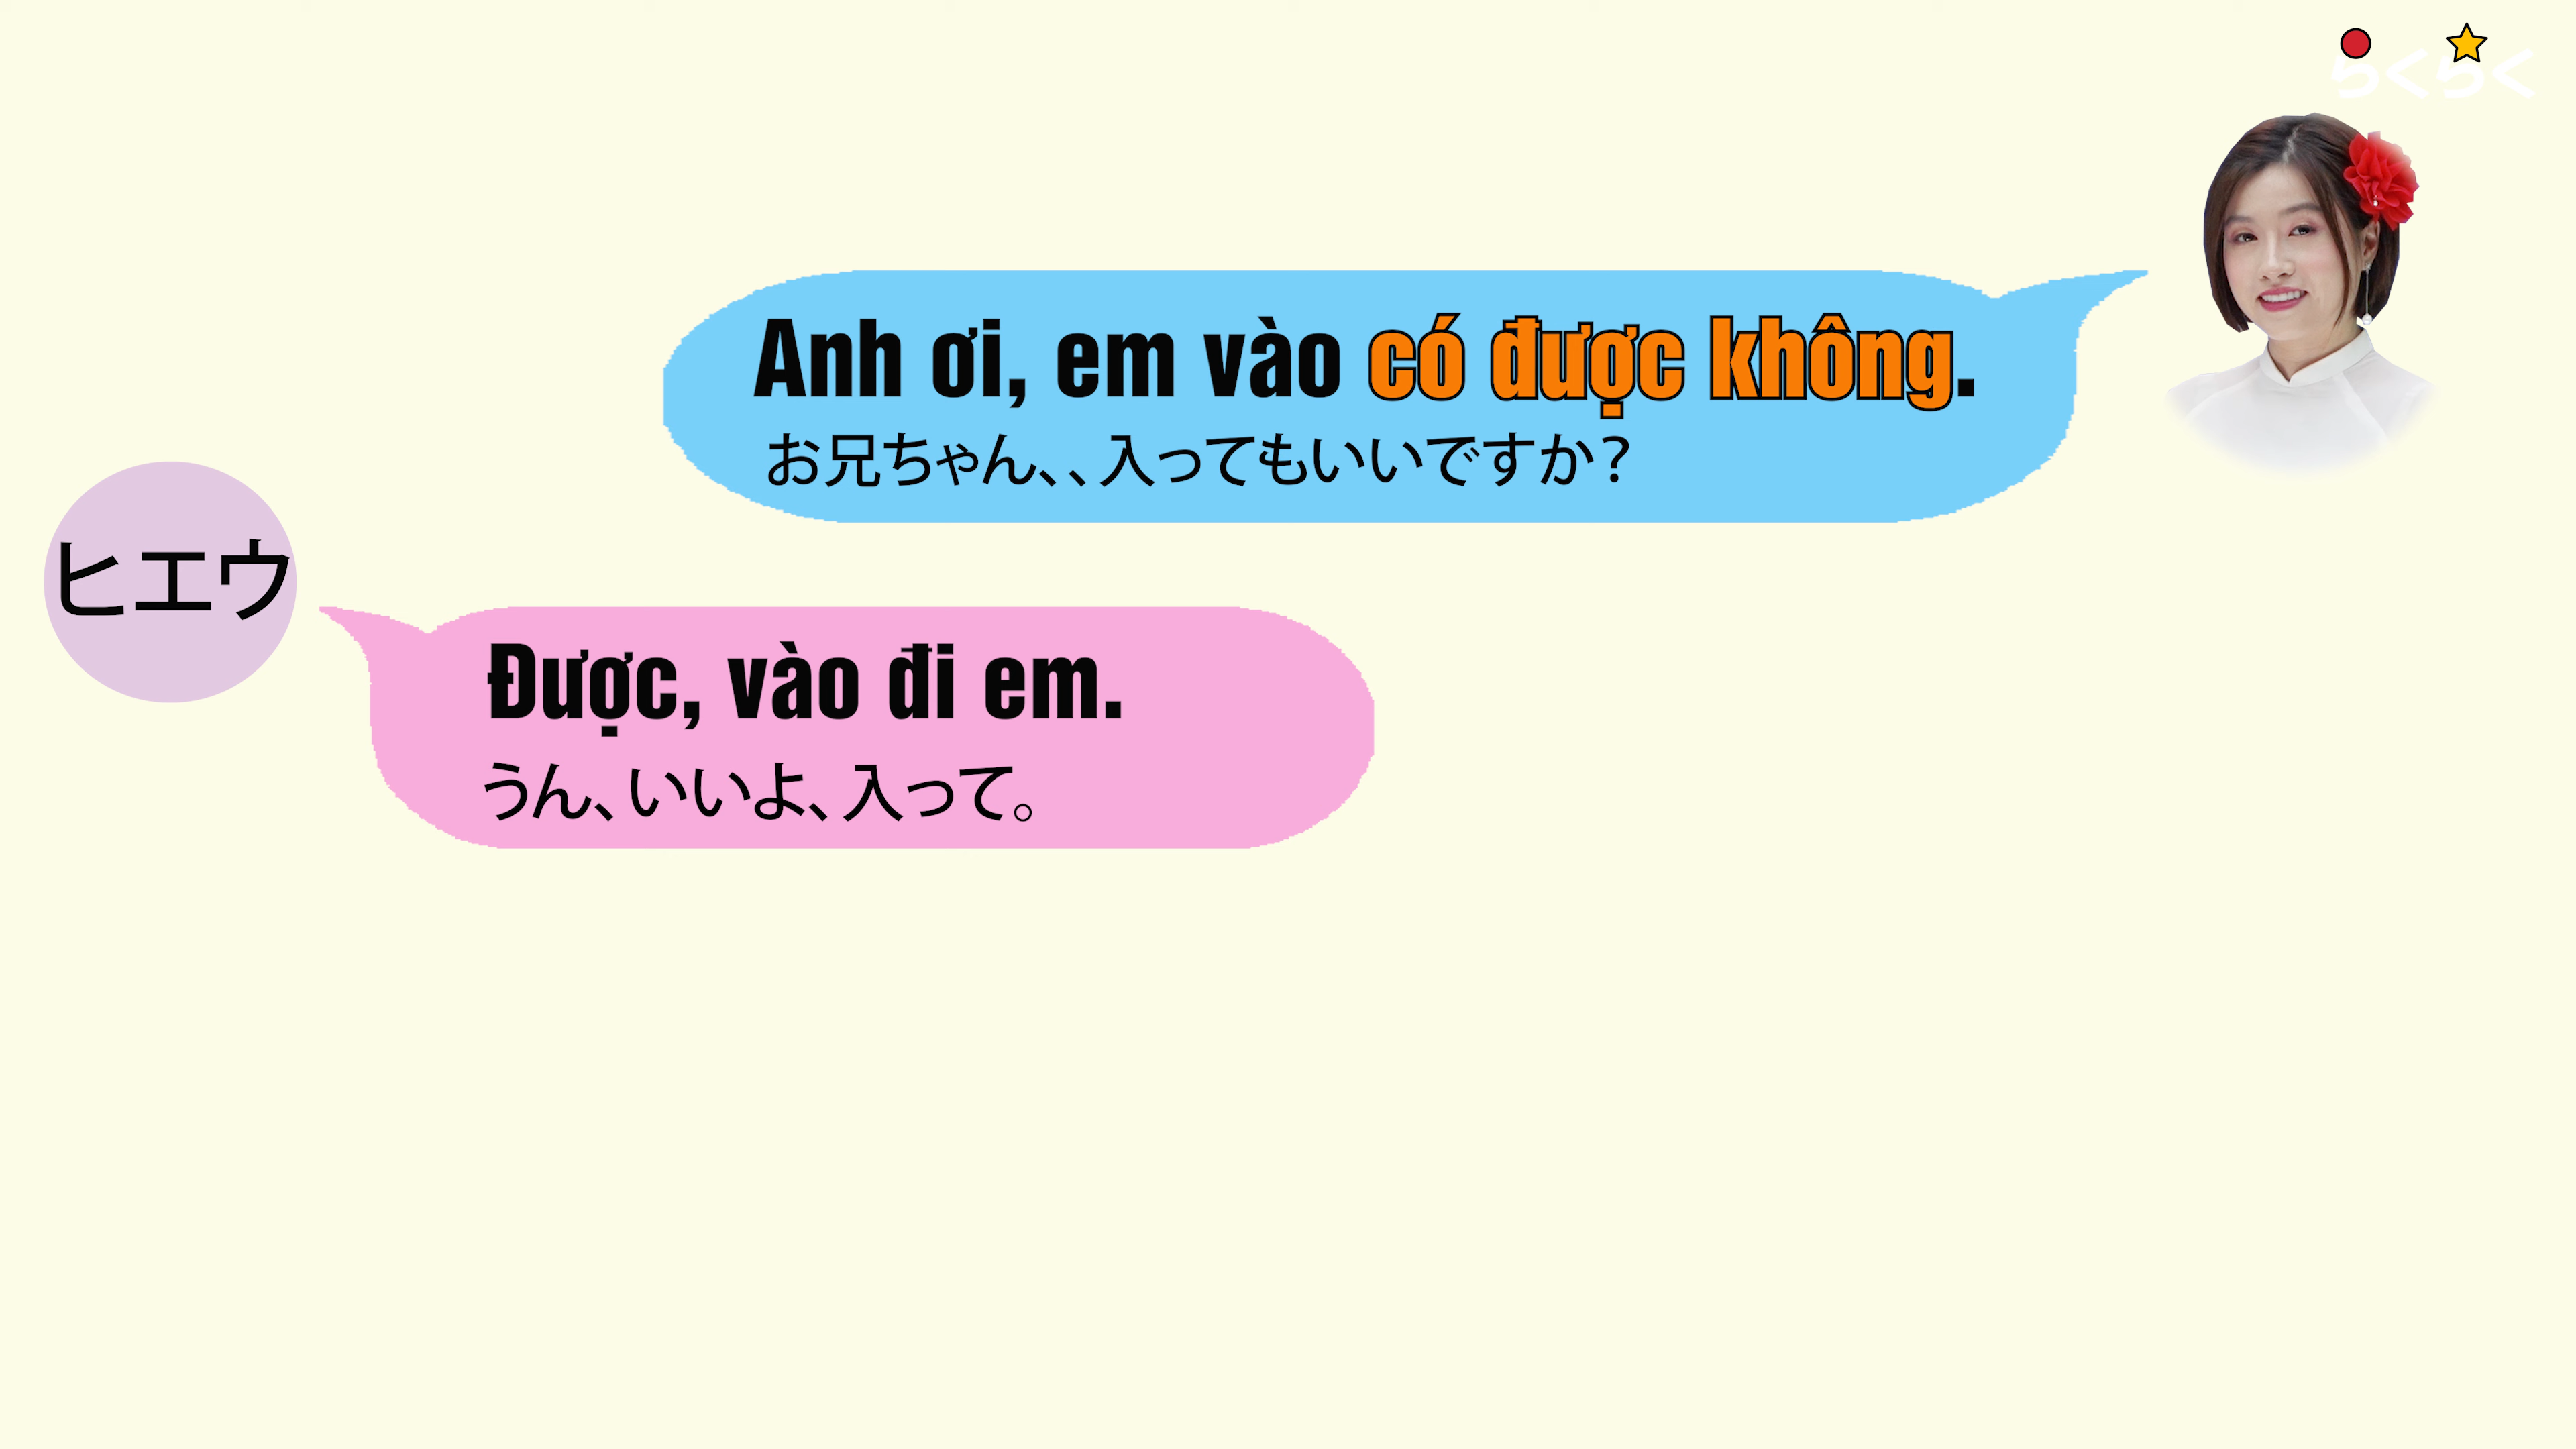 らくらく
Anh ơi, em vào có được không.
お兄ちゃん、、入ってもいいですか？
ヒエウ
Được, vào đi em.
うん、いいよ、入って。